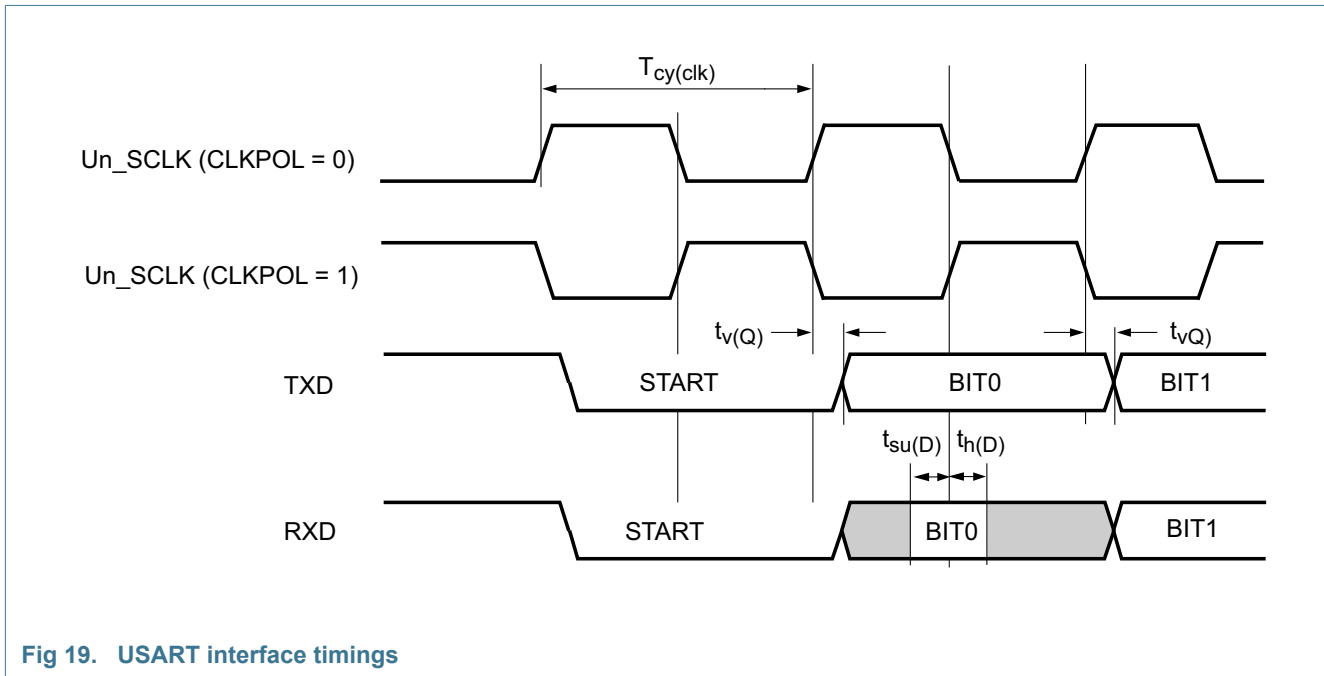 Tcy(clk)
Un_SCLK (CLKPOL = 0)
Un_SCLK (CLKPOL = 1)
tv(Q)
tvQ)
TXD
START
BIT0
BIT1
tsu(D)
th(D)
RXD
START
BIT0
BIT1
Fig 19. USART interface timings